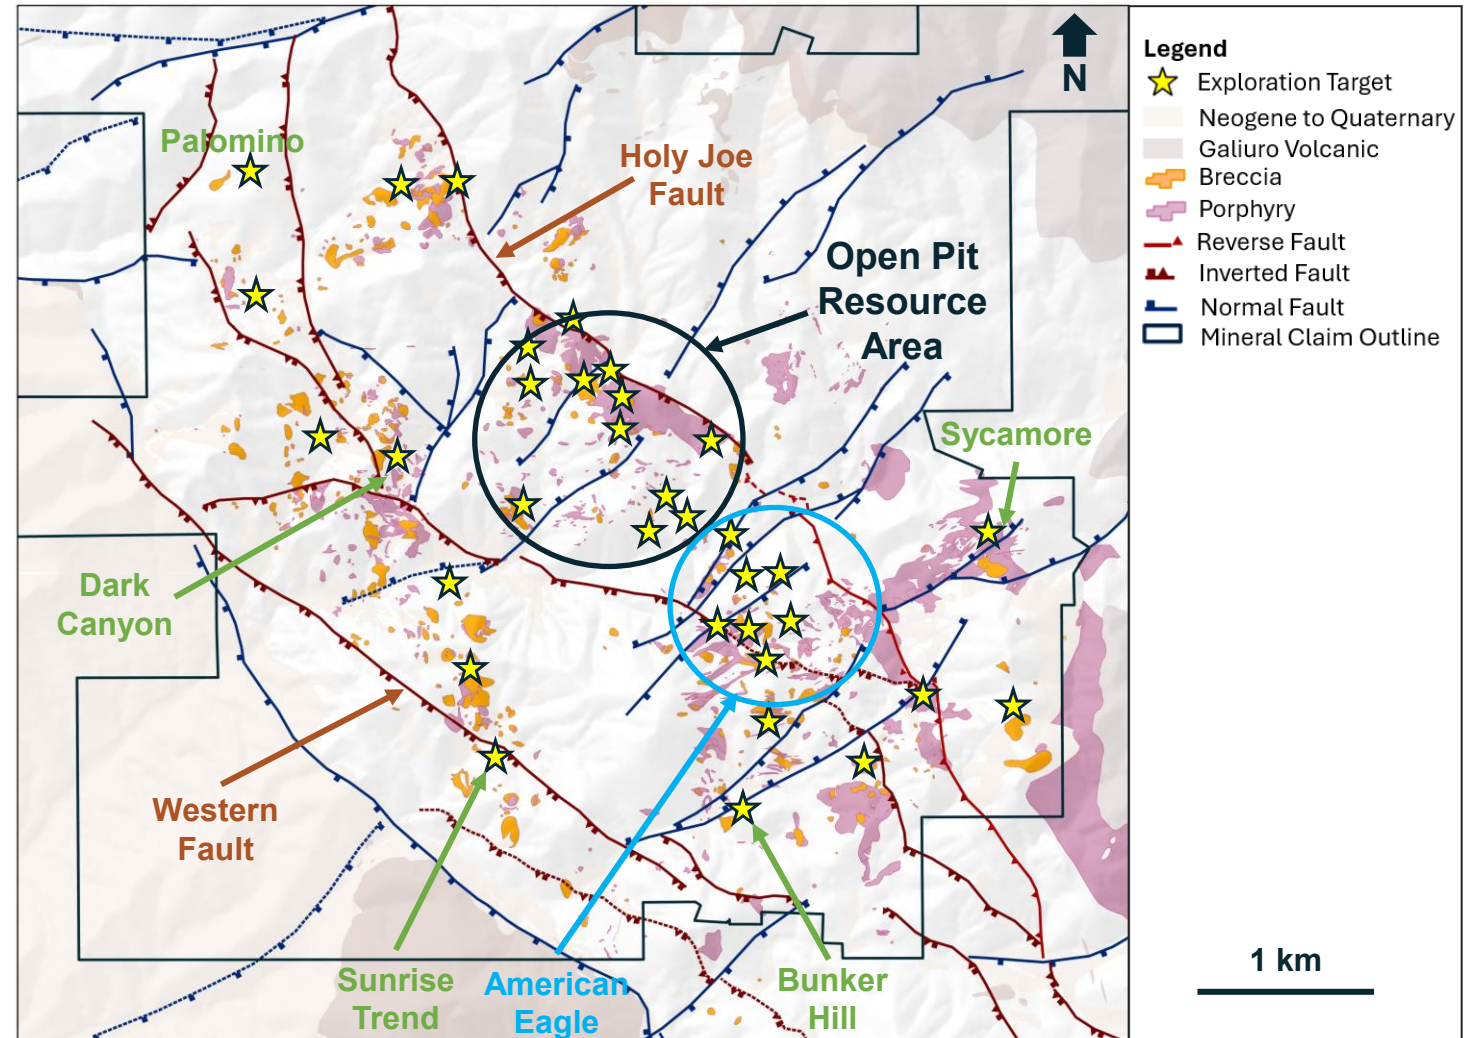 N
Palomino
Holy Joe
Fault
Open Pit
Resource
Area
Sycamore
Dark
Canyon
Western
Fault
Sunrise
Trend
American
Eagle
Bunker
Hill
Legend
Exploration Target
Neogene to Quaternary
Galiuro Volcanic
Breccia
Porphyry
Reverse Fault
Inverted Fault
Normal Fault
Mineral Claim Outline
1 km